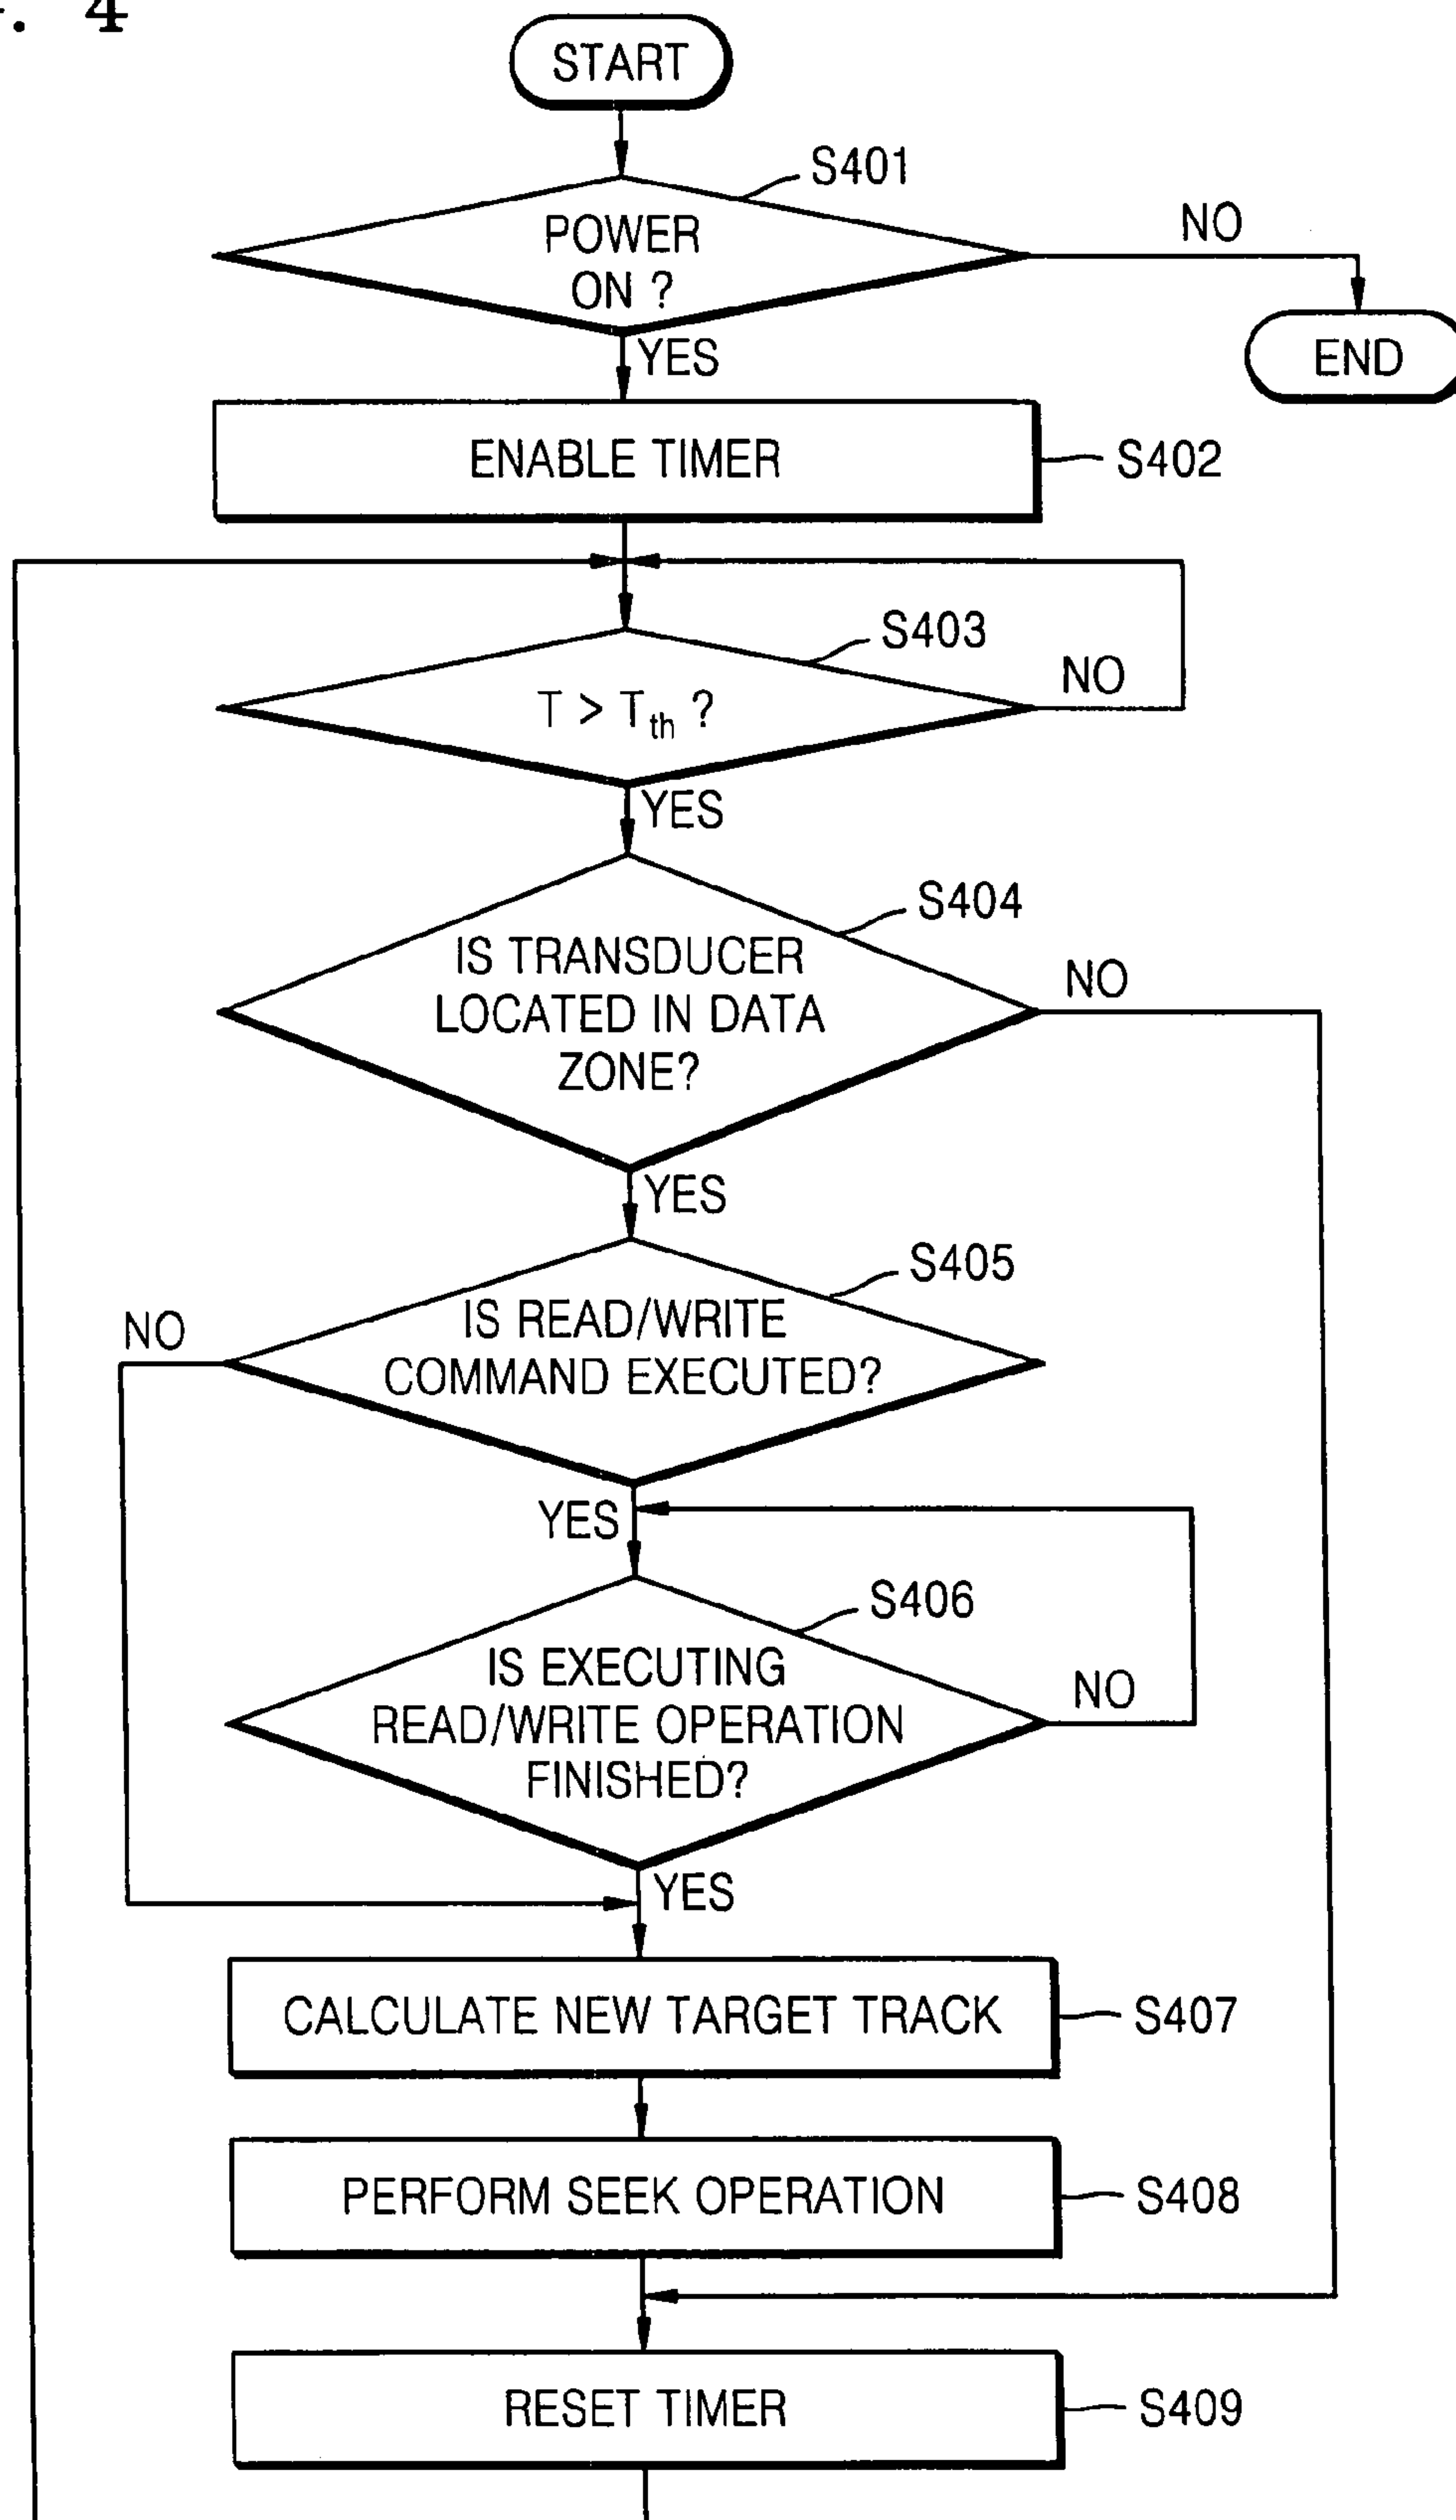 . 4
START
S401
POWER
ON ?
NO
END
YES
ENABLE TIMER
S402
S403
T > Tth ?
NO
YES
S404
IS TRANSDUCER
LOCATED IN DATA
ZONE?
NO
YES
S405
IS READ/WRITE
COMMAND EXECUTED?
NO
YES
S406
IS EXECUTING
READ/WRITE OPERATION
FINISHED?
NO
YES
CALCULATE NEW TARGET TRACK
S407
PERFORM SEEK OPERATION
S408
RESET TIMER
S409